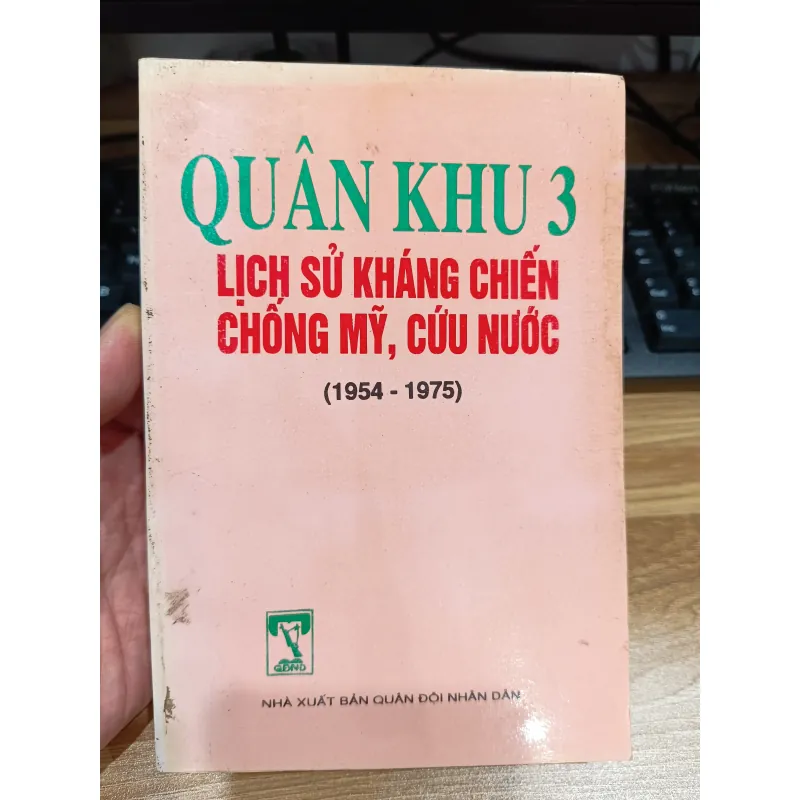 QUÂN KHU 3
LỊCH SỬ KHÁNG CHIẾN
CHỐNG MỸ, CỨU NƯỚC
(1954 - 1975)
QĐND
NHÀ XUẤT BẢN QUÂN ĐỘI NHÂN DÂN